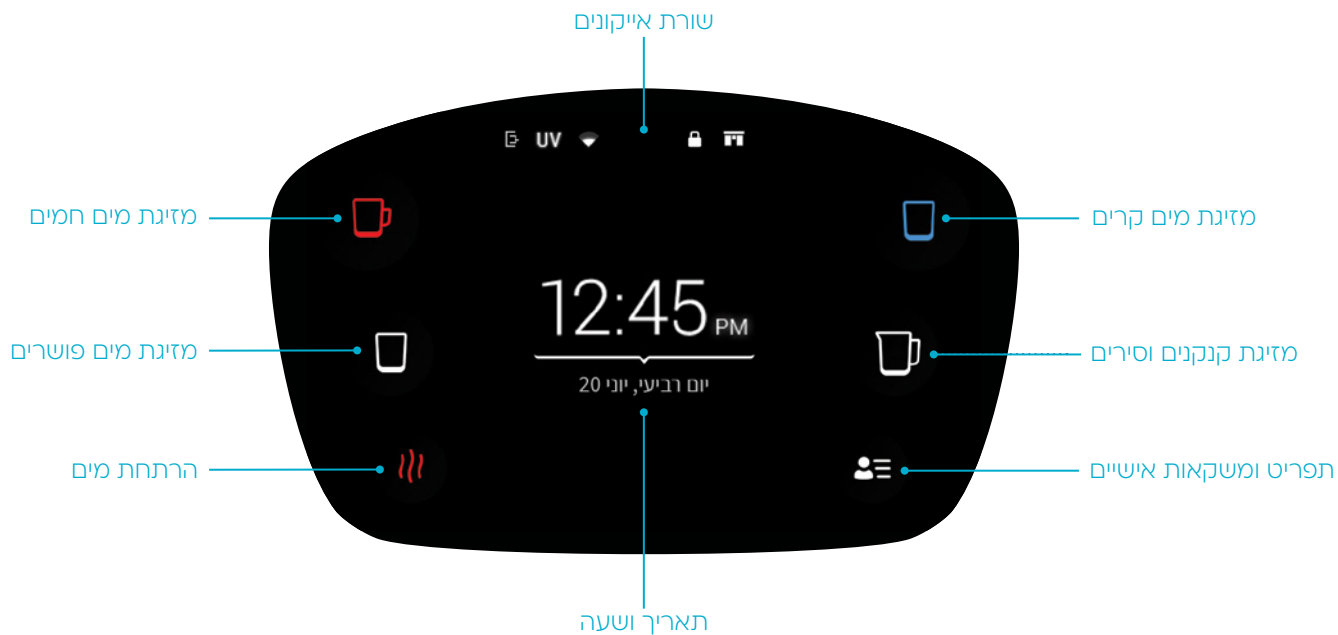 שורת אייקונים
UV
מזיגת מים קרים
מזיגת מים חמים
12:45 PM
מזיגת קנקנים וסירים
מזיגת מים פושרים
יום רביעי, יוני 20
תפריט ומשקאות אישיים
הרתחת מים
תאריך ושעה